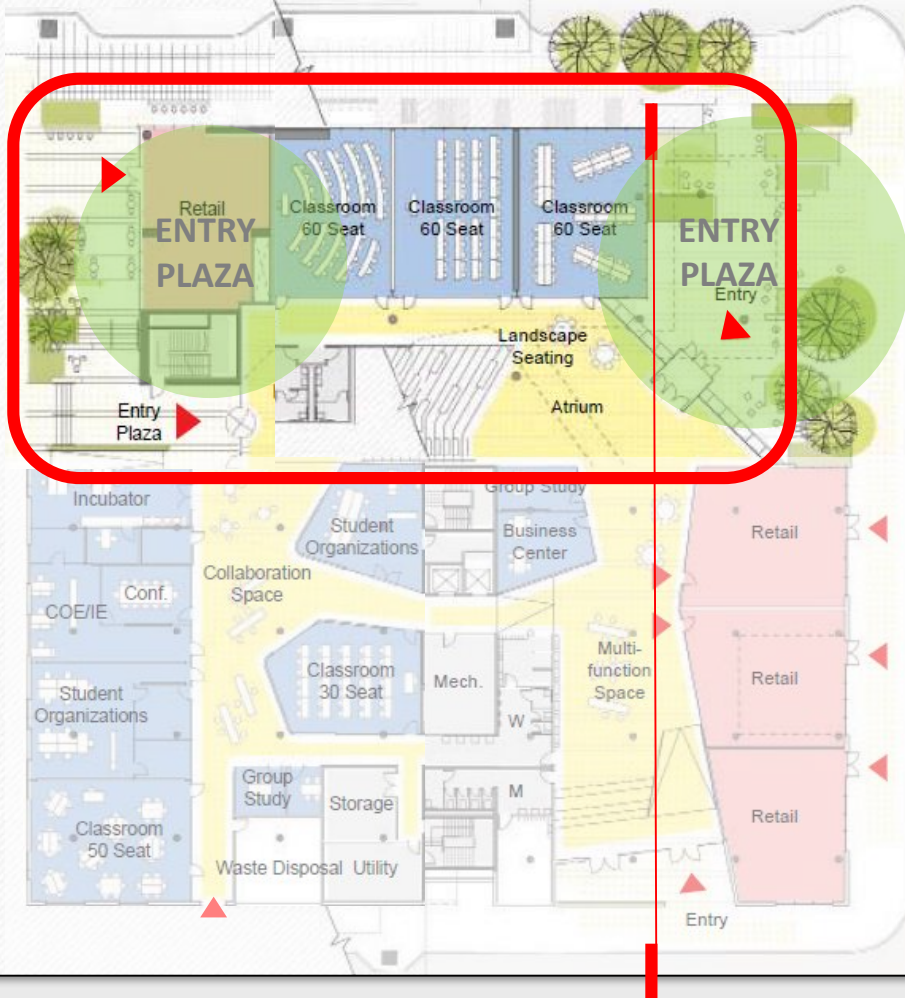 Retail
ENTRY
PLAZA
Classroom
60 Seat
Classroom
60 Seat
Classroom
60 Seat
ENTRY
PLAZA
Entry
Landscape
Seating
Atrium
Entry
Plaza
Incubator
Group Study
Student
Organizations
Business
Center
Retail
Collaboration
Space
Conf.
COE/IE
Classroom
30 Seat
Mech.
Multi-
function
Space
Retail
Student
Organizations
W
Group
Study
Storage
M
Retail
Classroom
50 Seat
Waste Disposal
Utility
Entry